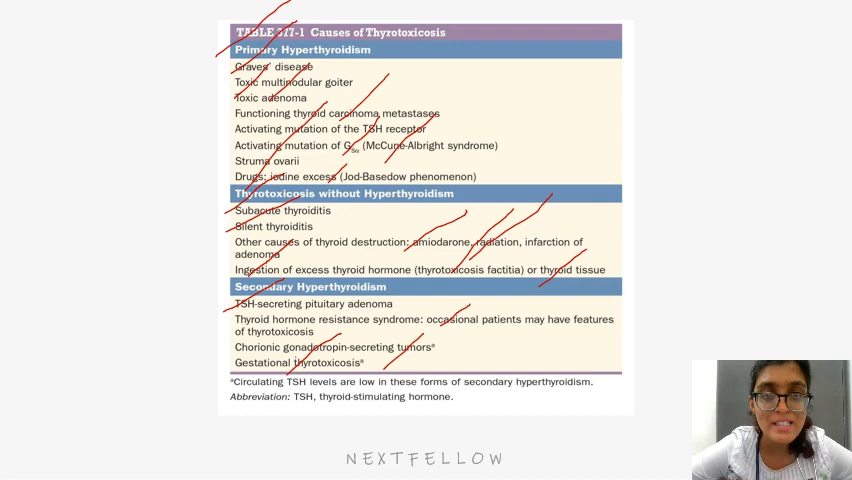 TABLE 377-1 Causes of Thyrotoxicosis
Primary Hyperthyroidism
Graves' disease
Toxic multinodular goiter
Toxic adenoma
Functioning thyroid carcinoma metastases
Activating mutation of the TSH receptor
Activating mutation of GSα (McCune-Albright syndrome)
Struma ovarii
Drugs: iodine excess (Jod-Basedow phenomenon)
Thyrotoxicosis without Hyperthyroidism
Subacute thyroiditis
Silent thyroiditis
Other causes of thyroid destruction: amiodarone, radiation, infarction of
adenoma
Ingestion of excess thyroid hormone (thyrotoxicosis factitia) or thyroid tissue
Secondary Hyperthyroidism
TSH-secreting pituitary adenoma
Thyroid hormone resistance syndrome: occasional patients may have features
of thyrotoxicosis
Chorionic gonadotropin-secreting tumorsª
Gestational thyrotoxicosisª
ªCirculating TSH levels are low in these forms of secondary hyperthyroidism.
Abbreviation: TSH, thyroid-stimulating hormone.
NEXTFELLOW